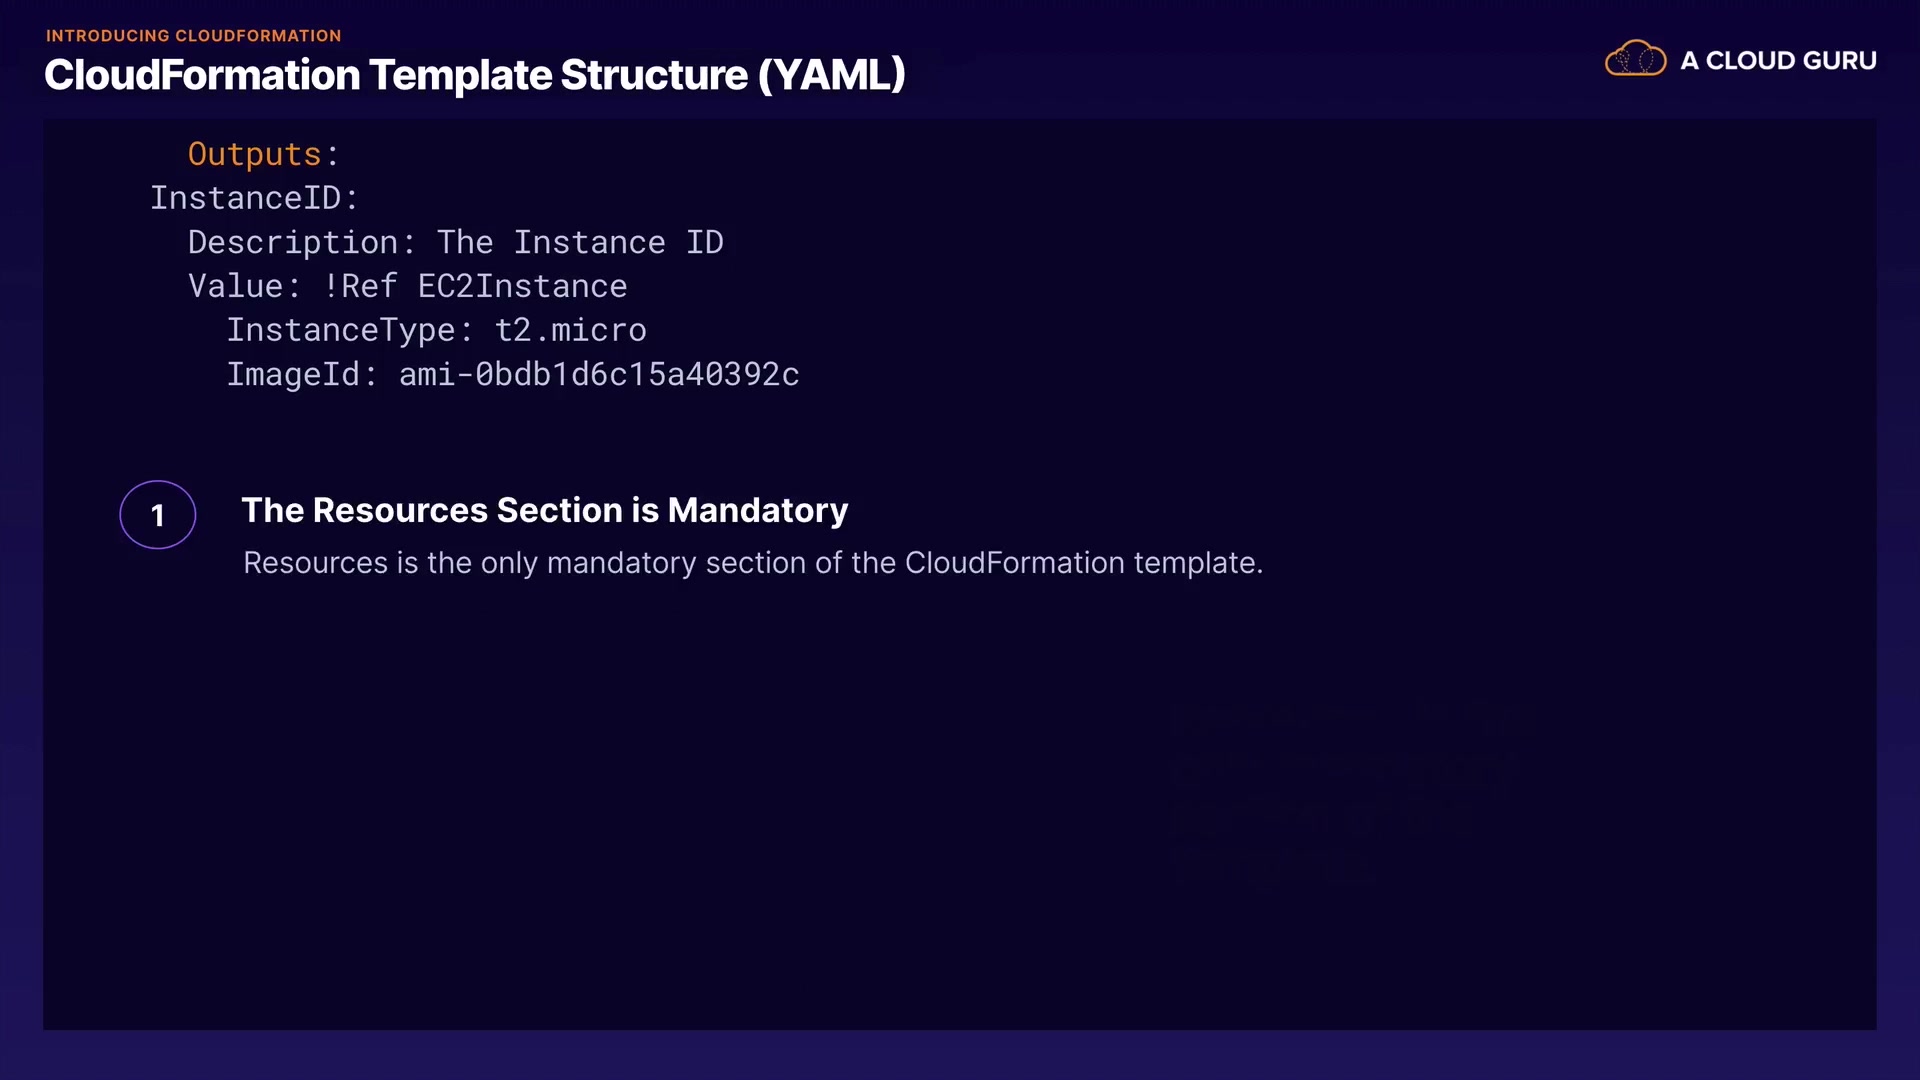 INTRODUCING CLOUDFORMATION
CloudFormation Template Structure (YAML)
A CLOUD GURU
Outputs:
InstanceID:
Description: The Instance ID
Value: !Ref EC2Instance
InstanceType: t2.micro
ImageId: ami-0bdb1d6c15a40392c
1
The Resources Section is Mandatory
Resources is the only mandatory section of the CloudFormation template.